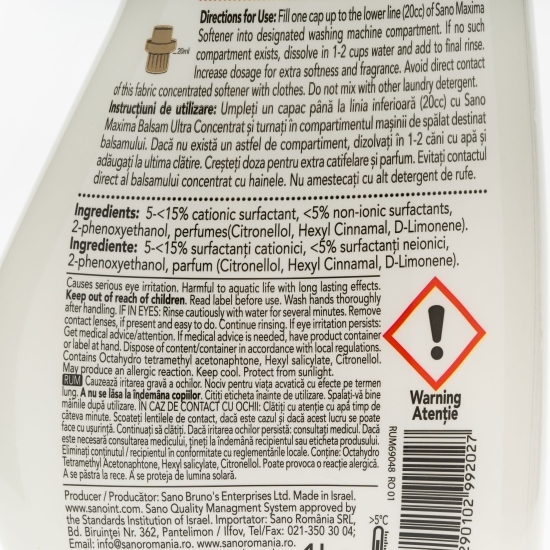 Directions for Use: Fill one cap up to the lower line (20cc) of Sano Maxima
Softener into designated washing machine compartment. If no such
compartment exists, dissolve in 1-2 cups water and add to final rinse.
Increase dosage for extra softness and fragrance. Avoid direct contact
of this fabric concentrated softener with clothes. Do not mix with other laundry detergent.
20ml
Instrucțiuni de utilizare: Umpleți un capac până la linia inferioară (20cc) cu Sano
Maxima Balsam Ultra Concentrat și turnați în compartimentul mașinii de spălat destinat
balsamului. Dacă nu există un astfel de compartiment, dizolvați în 1-2 căni cu apă și
adăugați la ultima clătire. Creșteți doza pentru extra catifelare și parfum. Evitați contactul
direct al balsamului concentrat cu hainele. Nu amestecați cu alt detergent de rufe.
Ingredients: 5-<15% cationic surfactant, <5% non-ionic surfactants,
2-phenoxyethanol, perfumes(Citronellol, Hexyl Cinnamal, D-Limonene).
Ingrediente: 5-<15% surfactanți cationici, <5% surfactanți neionici,
2-phenoxyethanol, parfum (Citronellol, Hexyl Cinnamal, D-Limonene).
Causes serious eye irritation. Harmful to aquatic life with long lasting effects.
Keep out of reach of children. Read label before use. Wash hands thoroughly
after handling. IF IN EYES: Rinse cautiously with water for several minutes. Remove
contact lenses, if present and easy to do. Continue rinsing. If eye irritation persists:
Get medical advice/attention. If medical advice is needed, have product container
or label at hand. Dispose of content/container in accordance with local regulations.
Contains Octahydro tetramethyl acetonaphtone, Hexyl salicylate, Citronellol.
May produce an allergic reaction. Keep cool. Protect from sunlight.
RUM Cauzează iritarea gravă a ochilor. Nociv pentru viața acvatică cu efecte pe termen
lung. A nu se lăsa la îndemâna copiilor. Citiți eticheta înainte de utilizare. Spalați-vă bine
mâinile după utilizare. ÎN CAZ DE CONTACT CU OCHII: Clătiți cu atenție cu apă timp de
câteva minute. Scoateți lentilele de contact, dacă este cazul și dacă acest lucru se poate
face cu ușurință. Continuați să clătiți. Dacă iritarea ochilor persistă: consultați medicul. Dacă
este necesară consultarea medicului, țineți la îndemână recipientul sau eticheta produsului.
Eliminați conținutul / recipientul în conformitate cu reglementările locale. Conține: Octahydro
Tetramethyl Acetonaphtone, Hexyl salicylate, Citronellol. Poate provoca o reacție alergică.
A se păstra la rece. A se proteja de lumina solară.
Warning
Atenție
RUM69048 RO 01
290102 992027
Producer / Producător: Sano Bruno's Enterprises Ltd. Made in Israel.
www.sanoint.com. Sano Quality Managment System approved by
the Standards Institution of Israel. Importator: Sano România SRL,
Bd. Biruinței Nr. 362, Pantelimon / Ilfov, Tel/Fax: 021-350 30 04;
Email: info@sanoromania.ro. www.sanoromania.ro
>5°C